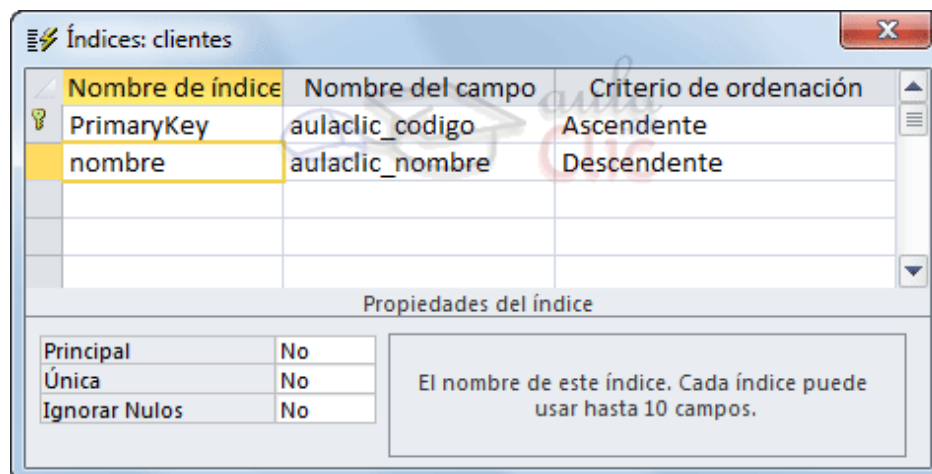 Índices: clientes
Nombre de índice Nombre del campo Criterio de ordenación
PrimaryKey aulaclic_codigo Ascendente
nombre aulaclic_nombre Descendente
aula
Clic
Propiedades del índice
Principal No
Única No
Ignorar Nulos No
El nombre de este índice. Cada índice puede
usar hasta 10 campos.